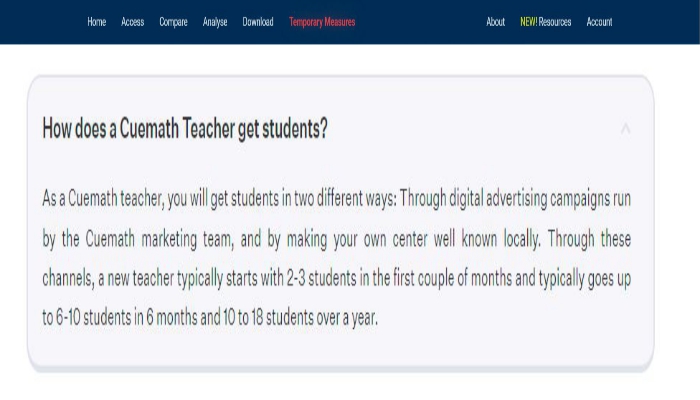 Home Access Compare Analyse Download Temporary Measures About NEW! Resources Account
How does a Cuemath Teacher get students?
As a Cuemath teacher, you will get students in two different ways: Through digital advertising campaigns run
by the Cuemath marketing team, and by making your own center well known locally. Through these
channels, a new teacher typically starts with 2-3 students in the first couple of months and typically goes up
to 6-10 students in 6 months and 10 to 18 students over a year.